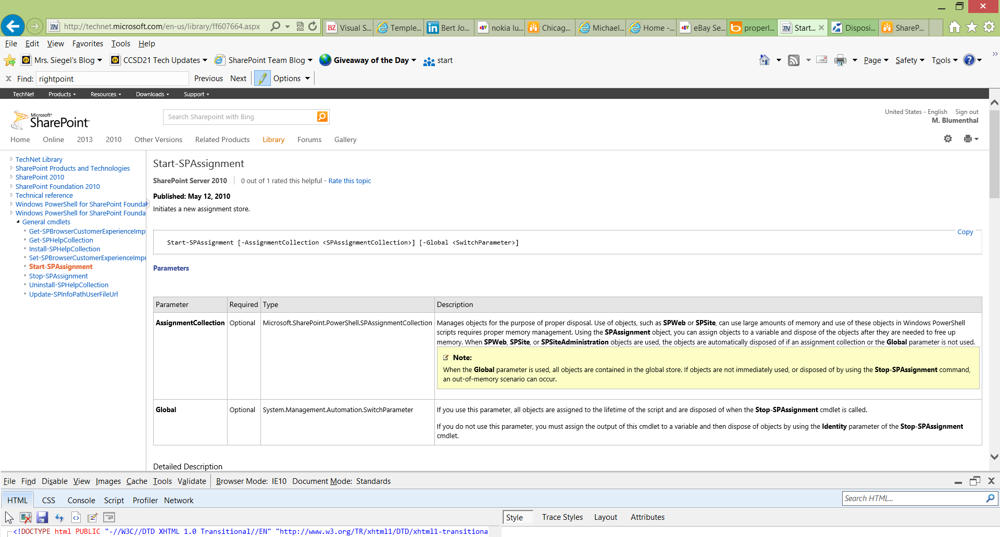 http://technet.microsoft.com/en-us/library/ff607664.aspx
Visual S...
Temple...
Bert Jo...
nokia lu...
Chicag...
Michael...
Home -...
eBay Se...
properl...
Start...
Disposi...
ShareP...
File Edit View Favorites Tools Help
Mrs. Siegel's Blog CCSD21 Tech Updates SharePoint Team Blog Giveaway of the Day start
Page Safety Tools
Find: rightpoint Previous Next Options
TechNet Products Resources Downloads Support
Microsoft®
SharePoint
Search Sharepoint with Bing
United States - English Sign out
M. Blumenthal
Home Online 2013 2010 Other Versions Related Products Library Forums Gallery
TechNet Library
SharePoint Products and Technologies
SharePoint 2010
SharePoint Foundation 2010
Technical reference
Windows PowerShell for SharePoint Founda
Windows PowerShell for SharePoint Founda
General cmdlets
Get-SPBrowserCustomerExperienceImp
Get-SPHelpCollection
Install-SPHelpCollection
Set-SPBrowserCustomerExperienceImpr
Start-SPAssignment
Stop-SPAssignment
Uninstall-SPHelpCollection
Update-SPInfoPathUserFileUrl
Start-SPAssignment
SharePoint Server 2010 0 out of 1 rated this helpful - Rate this topic
Published: May 12, 2010
Initiates a new assignment store.
Copy
Start-SPAssignment [-AssignmentCollection <SPAssignmentCollection>] [-Global <SwitchParameter>]
Parameters
Parameter Required Type Description
AssignmentCollection Optional Microsoft.SharePoint.PowerShell.SPAssignmentCollection
Manages objects for the purpose of proper disposal. Use of objects, such as SPWeb or SPSite, can use large amounts of memory and use of these objects in Windows PowerShell
scripts requires proper memory management. Using the SPAssignment object, you can assign objects to a variable and dispose of the objects after they are needed to free up
memory. When SPWeb, SPSite, or SPSiteAdministration objects are used, the objects are automatically disposed of if an assignment collection or the Global parameter is not used.
Note:
When the Global parameter is used, all objects are contained in the global store. If objects are not immediately used, or disposed of by using the Stop-SPAssignment command,
an out-of-memory scenario can occur.
Global Optional System.Management.Automation.SwitchParameter
If you use this parameter, all objects are assigned to the lifetime of the script and are disposed of when the Stop-SPAssignment cmdlet is called.
If you do not use this parameter, you must assign the output of this cmdlet to a variable and then dispose of objects by using the Identity parameter of the Stop-SPAssignment
cmdlet.
Detailed Description
File Find Disable View Images Cache Tools Validate Browser Mode: IE10 Document Mode: Standards
HTML CSS Console Script Profiler Network
Search HTML...
Style Trace Styles Layout Attributes
<!DOCTYPE html PUBLIC "-//W3C//DTD XHTML 1.0 Transitional//EN" "http://www.w3.org/TR/xhtml1/DTD/xhtml1-transitiona